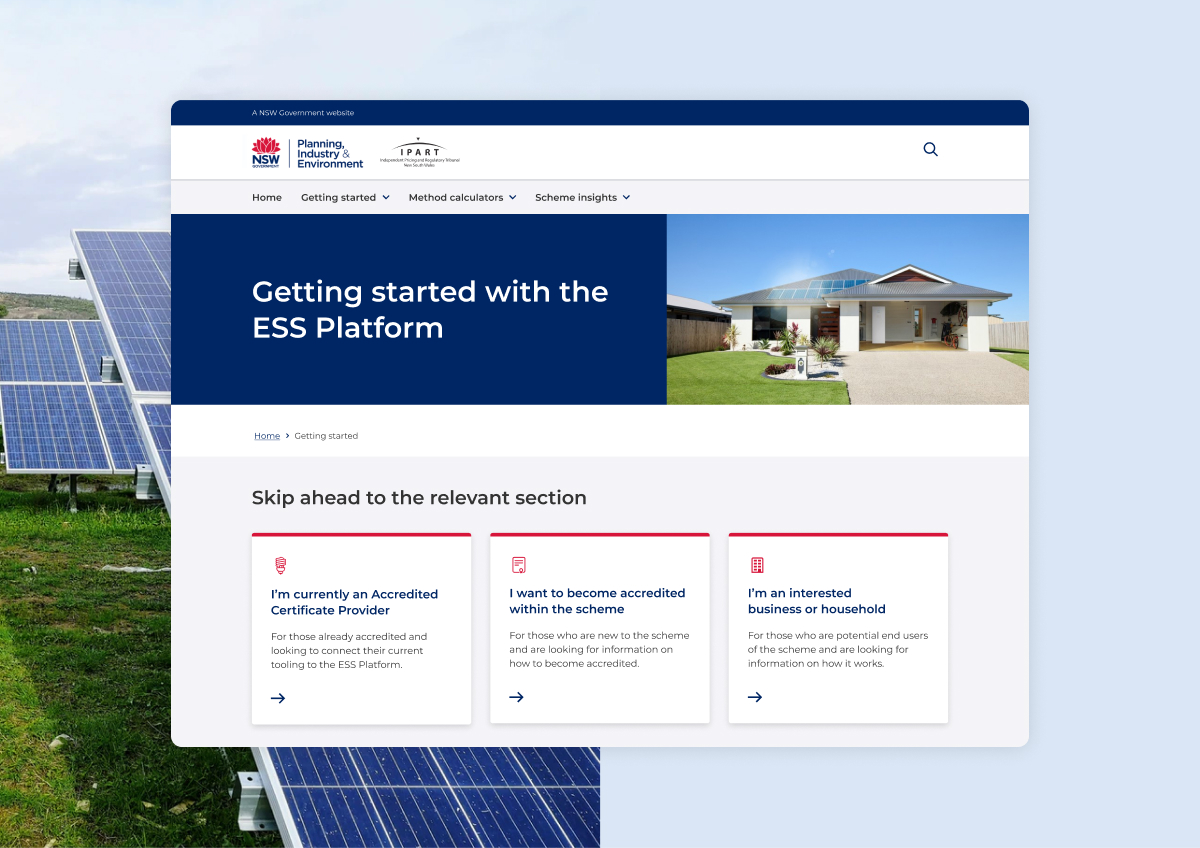 A NSW Government website
NSW
GOVERNMENT
Planning,
Industry &
Environment
IPART
Independent Pricing and Regulatory Tribunal
New South Wales
Home
Getting started
Method calculators
Scheme insights
Getting started with the
ESS Platform
Home > Getting started
Skip ahead to the relevant section
I'm currently an Accredited
Certificate Provider
For those already accredited and
looking to connect their current
tooling to the ESS Platform.
I want to become accredited
within the scheme
For those who are new to the scheme
and are looking for information on
how to become accredited.
I'm an interested
business or household
For those who are potential end users
of the scheme and are looking for
information on how it works.